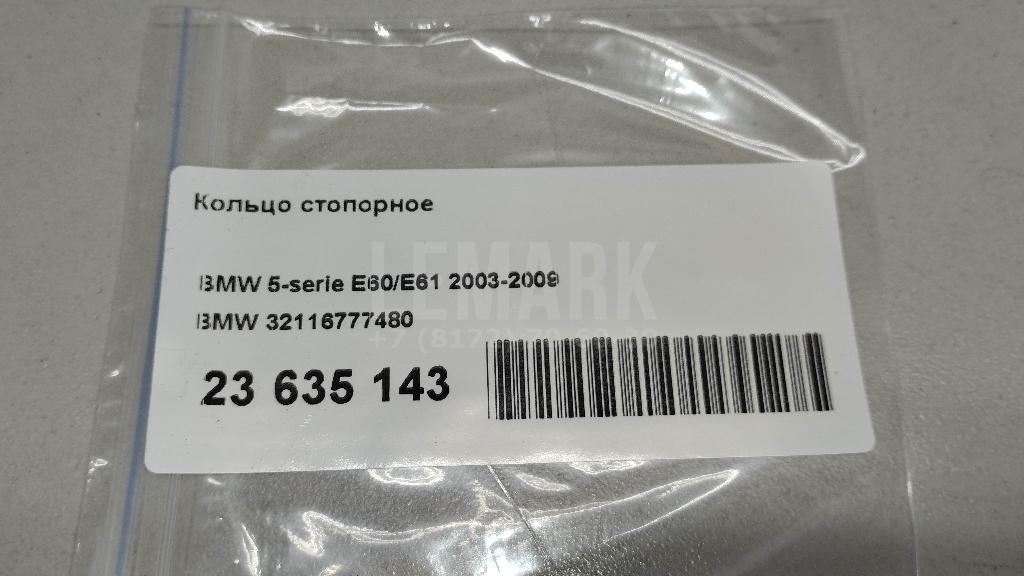 Кольцо стопорное
BMW 5-serie E60/E61 2003-2009
BMW 32116777480
23 635 143
LEMARK